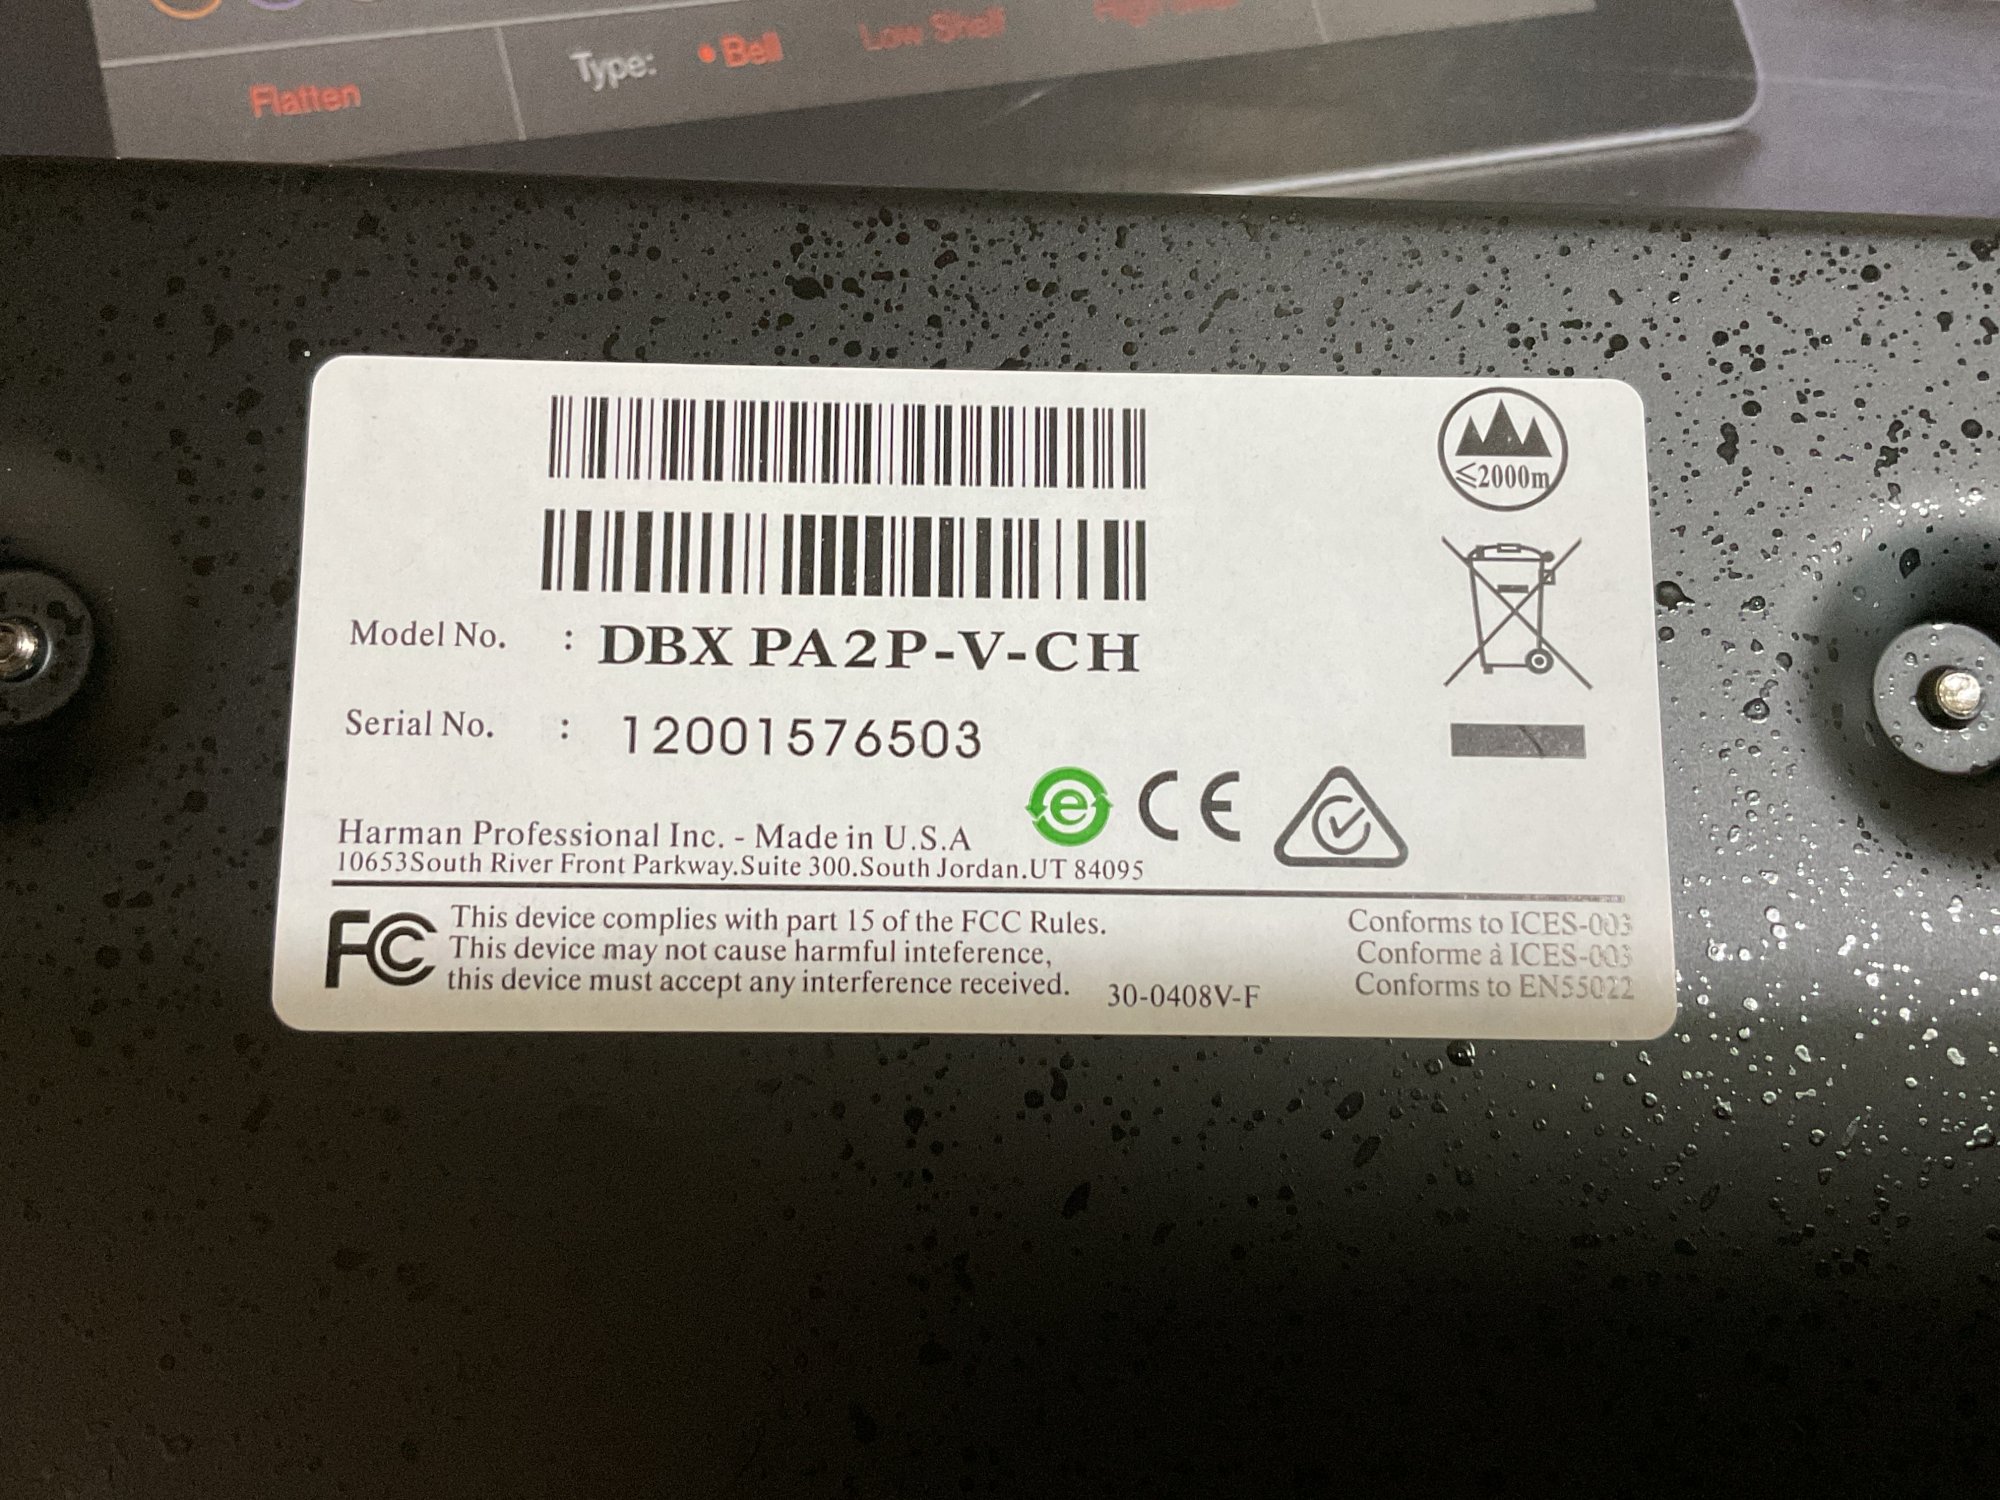 Flatten
Type: • Bell Low Shelf
≤2000m
Model No. : DBX PA2P-V-CH
Serial No. : 12001576503
e CE
Harman Professional Inc. - Made in U.S.A
10653South River Front Parkway.Suite 300.South Jordan.UT 84095
FC This device complies with part 15 of the FCC Rules.
This device may not cause harmful inteference,
this device must accept any interference received.
30-0408V-F
Conforms to ICES-003
Conforme à ICES-003
Conforms to EN55022